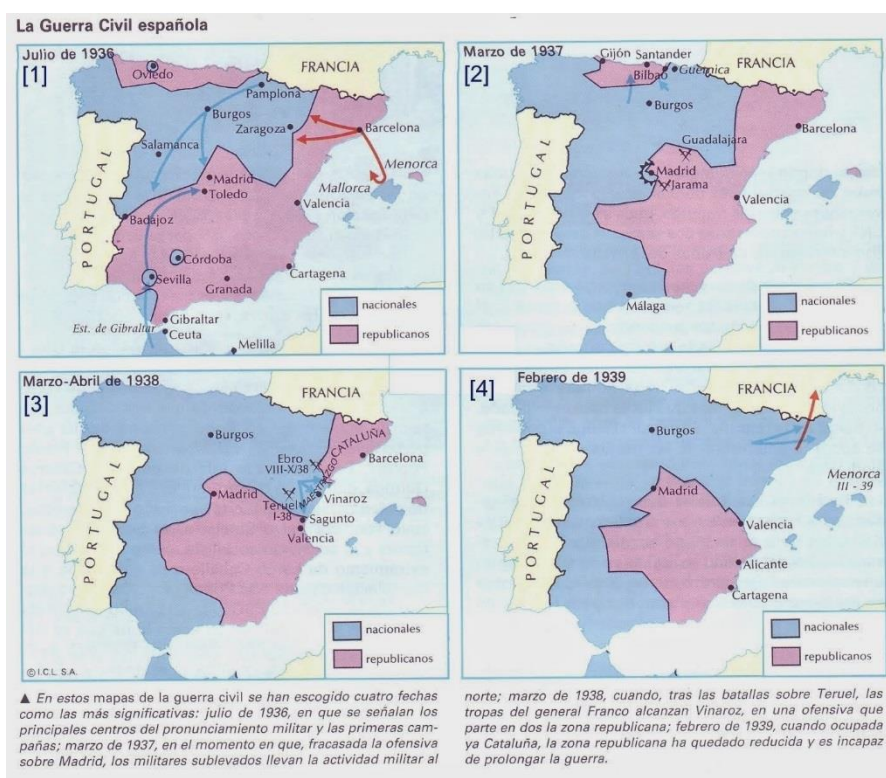 La Guerra Civil española
Julio de 1936
[1]
Oviedo
FRANCIA
Pamplona
Burgos
Zaragoza
Barcelona
Salamanca
Menorca
Madrid
Mallorca
Toledo
Valencia
PORTUGAL
Badajoz
Córdoba
Sevilla
Cartagena
Granada
Est. de Gibraltar
Gibraltar
Ceuta
Melilla
nacionales
republicanos
Marzo de 1937
[2]
Gijón
Santander
Bilbao
Guernica
FRANCIA
Burgos
Guadalajara
Barcelona
Madrid
Jarama
Valencia
PORTUGAL
Málaga
nacionales
republicanos
Marzo-Abril de 1938
[3]
FRANCIA
Burgos
Ebro
VIII-X/38
CATALUÑA
Barcelona
MAESTRAZGO
Madrid
Teruel
I-38
Vinaroz
Sagunto
Valencia
PORTUGAL
nacionales
republicanos
© I.C.L. S.A.
Febrero de 1939
[4]
FRANCIA
Burgos
Menorca
III - 39
Madrid
Valencia
PORTUGAL
Alicante
Cartagena
nacionales
republicanos
▲ En estos mapas de la guerra civil se han escogido cuatro fechas
como las más significativas: julio de 1936, en que se señalan los
principales centros del pronunciamiento militar y las primeras cam-
pañas; marzo de 1937, en el momento en que, fracasada la ofensiva
sobre Madrid, los militares sublevados llevan la actividad militar al
norte; marzo de 1938, cuando, tras las batallas sobre Teruel, las
tropas del general Franco alcanzan Vinaroz, en una ofensiva que
parte en dos la zona republicana; febrero de 1939, cuando ocupada
ya Cataluña, la zona republicana ha quedado reducida y es incapaz
de prolongar la guerra.